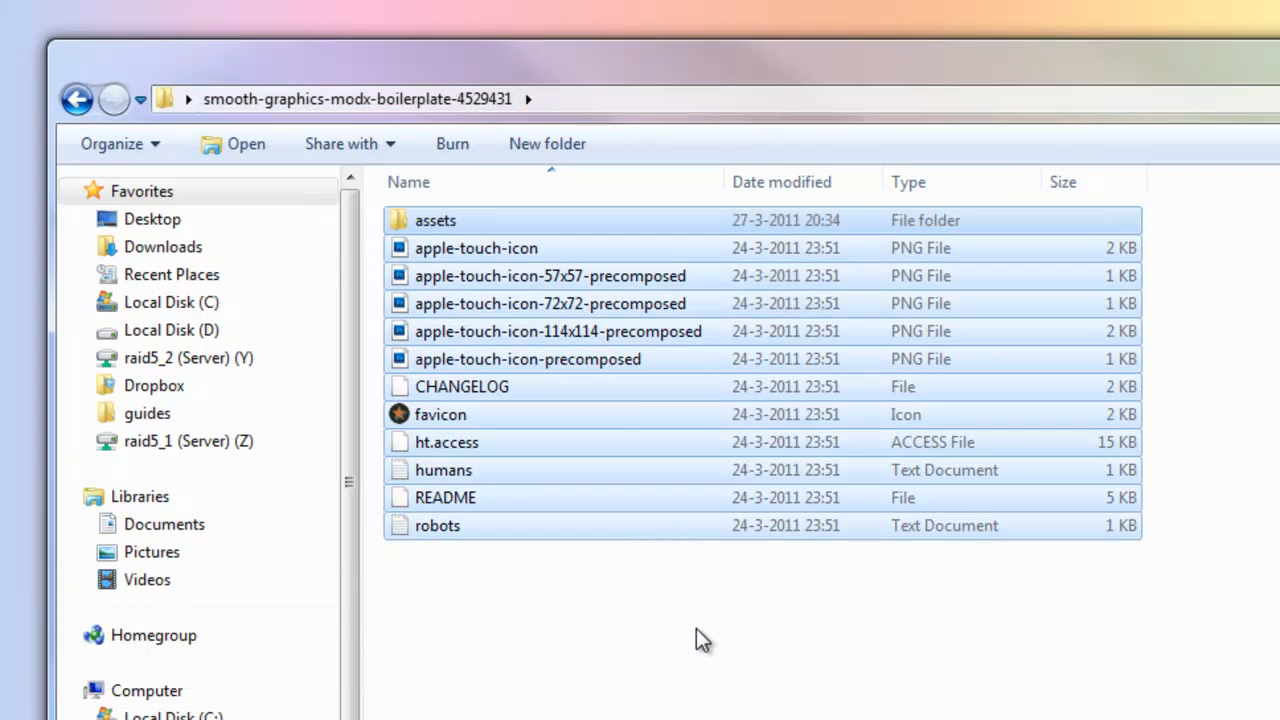 smooth-graphics-modx-boilerplate-4529431
Organize Open Share with Burn New folder
Name Date modified Type Size
Favorites
Desktop
Downloads
Recent Places
Local Disk (C)
Local Disk (D)
raid5_2 (Server) (Y)
Dropbox
guides
raid5_1 (Server) (Z)
Libraries
Documents
Pictures
Videos
Homegroup
Computer
Local Disk (C:)
assets 27-3-2011 20:34 File folder
apple-touch-icon 24-3-2011 23:51 PNG File 2 KB
apple-touch-icon-57x57-precomposed 24-3-2011 23:51 PNG File 1 KB
apple-touch-icon-72x72-precomposed 24-3-2011 23:51 PNG File 1 KB
apple-touch-icon-114x114-precomposed 24-3-2011 23:51 PNG File 2 KB
apple-touch-icon-precomposed 24-3-2011 23:51 PNG File 1 KB
CHANGELOG 24-3-2011 23:51 File 2 KB
favicon 24-3-2011 23:51 Icon 2 KB
ht.access 24-3-2011 23:51 ACCESS File 15 KB
humans 24-3-2011 23:51 Text Document 1 KB
README 24-3-2011 23:51 File 5 KB
robots 24-3-2011 23:51 Text Document 1 KB